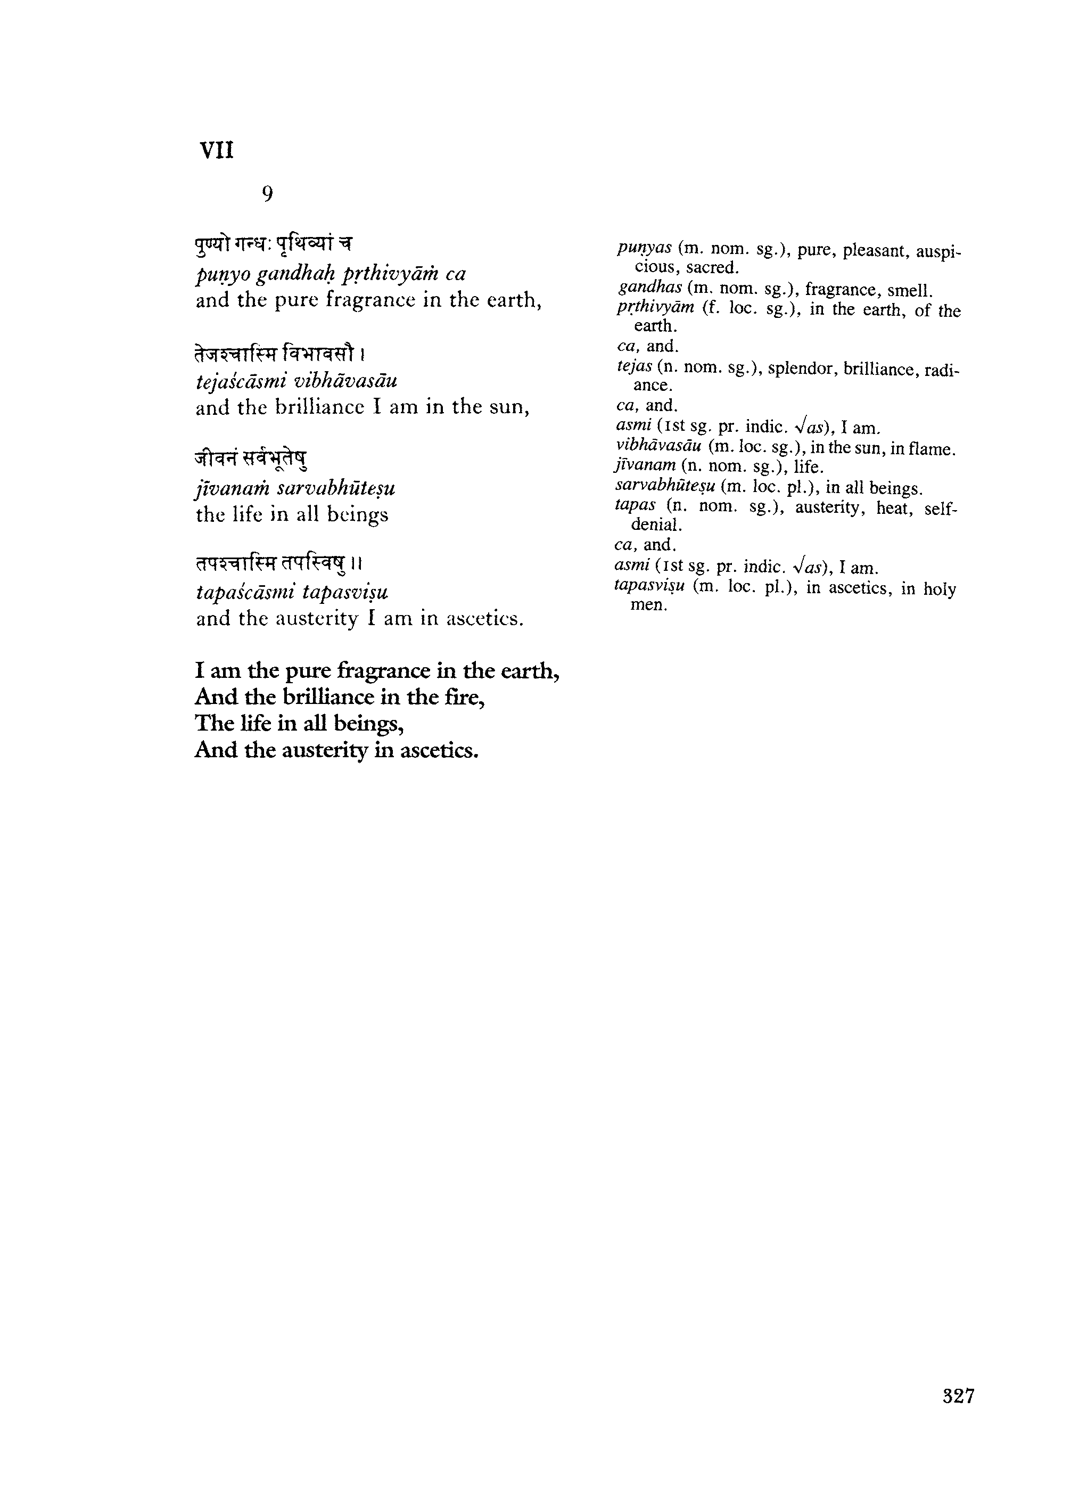 VII
9
पुण्यो गन्धः पृथिव्यां च
puṇyo gandhaḥ pṛthivyāṁ ca
and the pure fragrance in the earth,
तेजश्चास्मि विभावसौ।
tejaścāsmi vibhāvasāu
and the brilliance I am in the sun,
जीवनं सर्वभूतेषु
jīvanaṁ sarvabhūteṣu
the life in all beings
तपश्चास्मि तपस्विषु।।
tapaścāsmi tapasviṣu
and the austerity I am in ascetics.
I am the pure fragrance in the earth,
And the brilliance in the fire,
The life in all beings,
And the austerity in ascetics.
puṇyas (m. nom. sg.), pure, pleasant, auspi-
cious, sacred.
gandhas (m. nom. sg.), fragrance, smell.
pṛthivyām (f. loc. sg.), in the earth, of the
earth.
ca, and.
tejas (n. nom. sg.), splendor, brilliance, radi-
ance.
ca, and.
asmi (1st sg. pr. indic. √as), I am.
vibhāvasāu (m. loc. sg.), in the sun, in flame.
jīvanam (n. nom. sg.), life.
sarvabhūteṣu (m. loc. pl.), in all beings.
tapas (n. nom. sg.), austerity, heat, self-
denial.
ca, and.
asmi (1st sg. pr. indic. √as), I am.
tapasviṣu (m. loc. pl.), in ascetics, in holy
men.
327